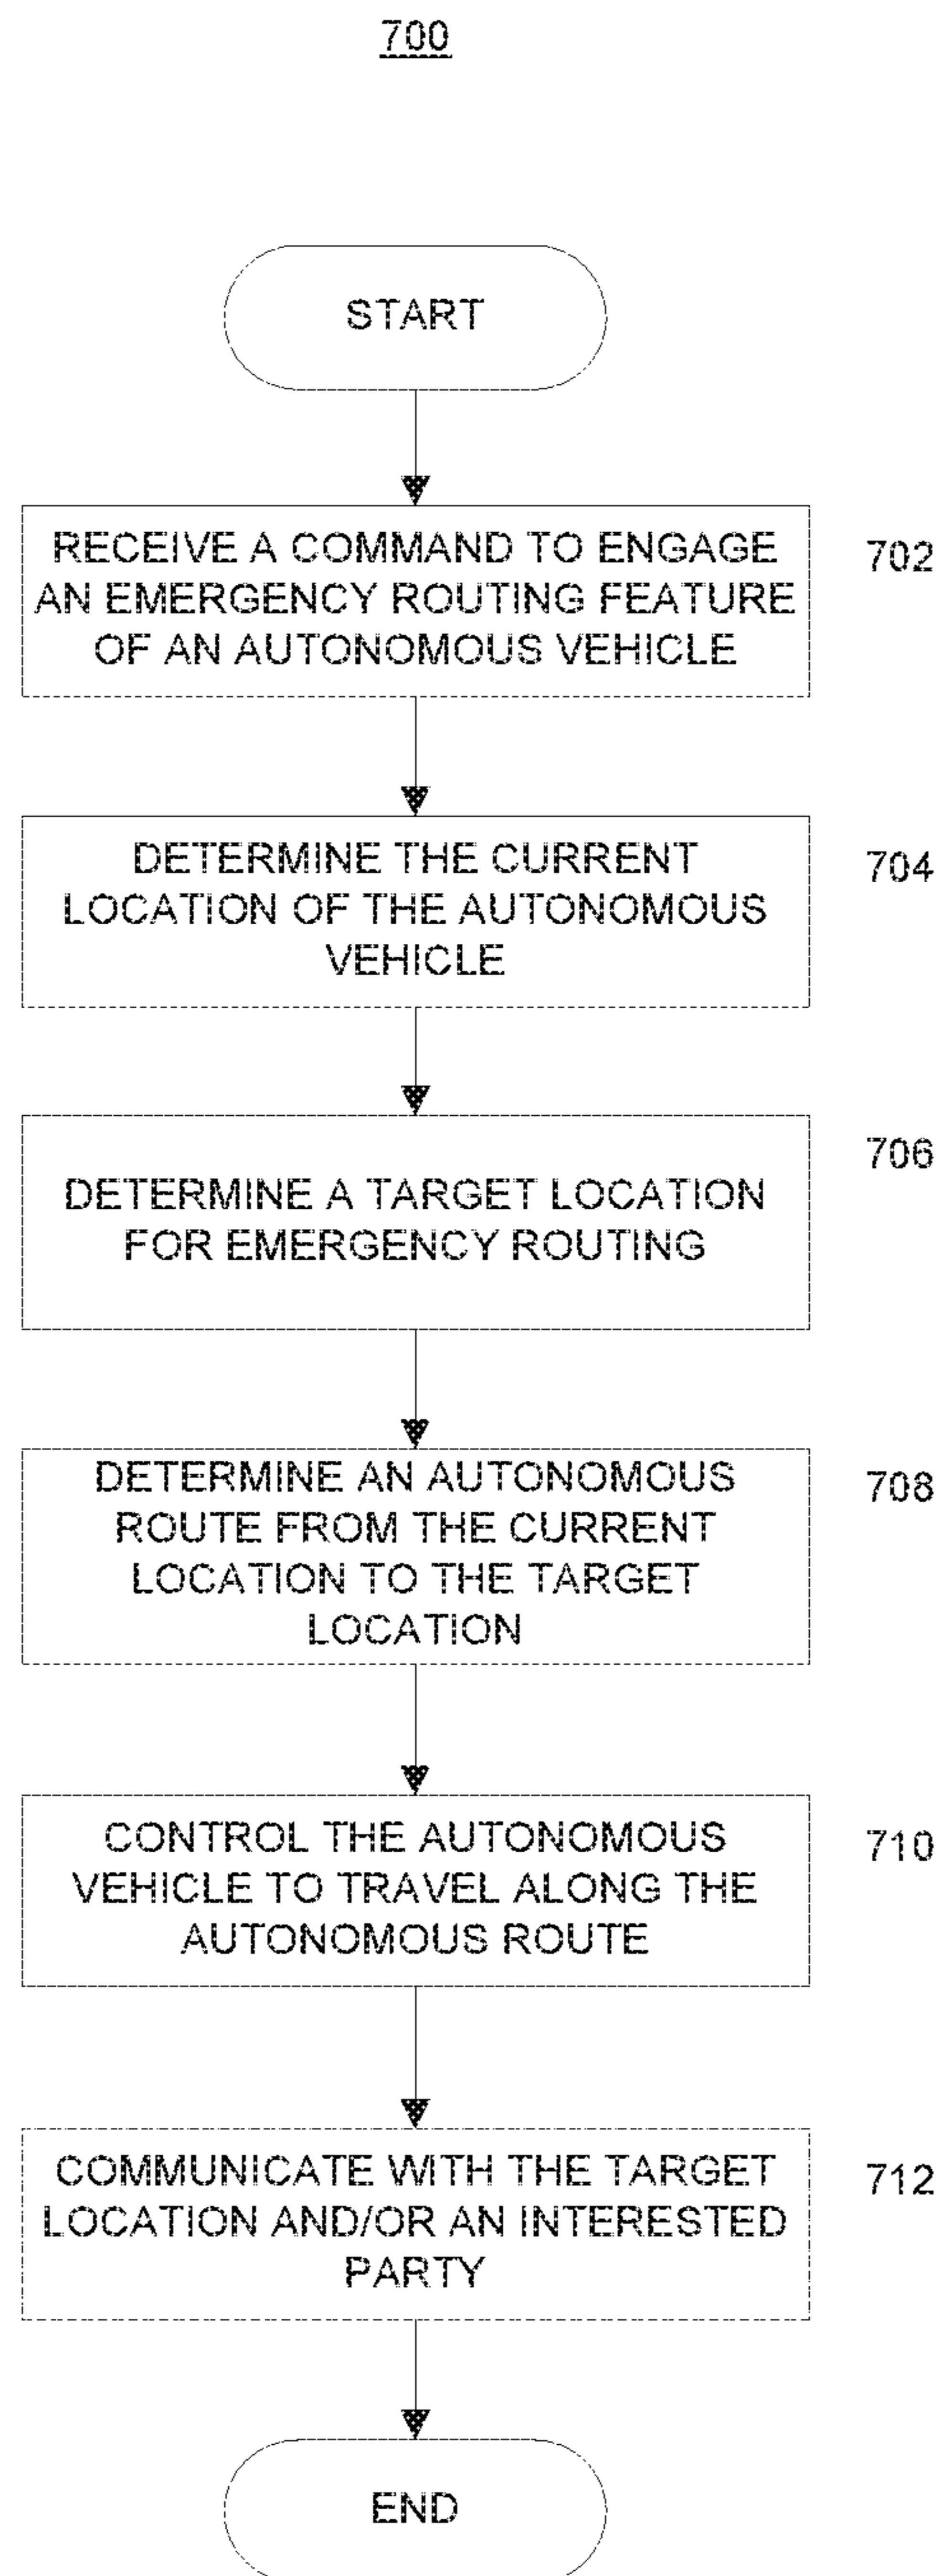 700
START
RECEIVE A COMMAND TO ENGAGE
AN EMERGENCY ROUTING FEATURE
OF AN AUTONOMOUS VEHICLE
702
DETERMINE THE CURRENT
LOCATION OF THE AUTONOMOUS
VEHICLE
704
DETERMINE A TARGET LOCATION
FOR EMERGENCY ROUTING
706
DETERMINE AN AUTONOMOUS
ROUTE FROM THE CURRENT
LOCATION TO THE TARGET
LOCATION
708
CONTROL THE AUTONOMOUS
VEHICLE TO TRAVEL ALONG THE
AUTONOMOUS ROUTE
710
COMMUNICATE WITH THE TARGET
LOCATION AND/OR AN INTERESTED
PARTY
712
END